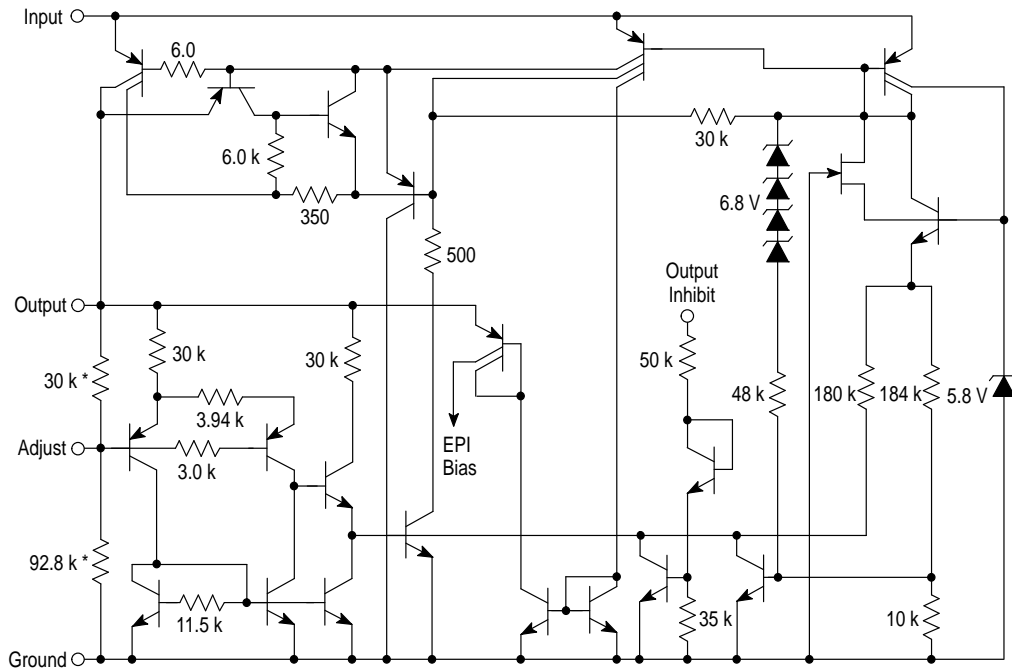 Input
6.0
30 k
6.0 k
6.8 V
350
500
Output
Inhibit
Output
30 k
30 k
50 k
30 k *
48 k
180 k
184 k
5.8 V
3.94 k
EPI
Bias
Adjust
3.0 k
92.8 k *
11.5 k
35 k
10 k
Ground